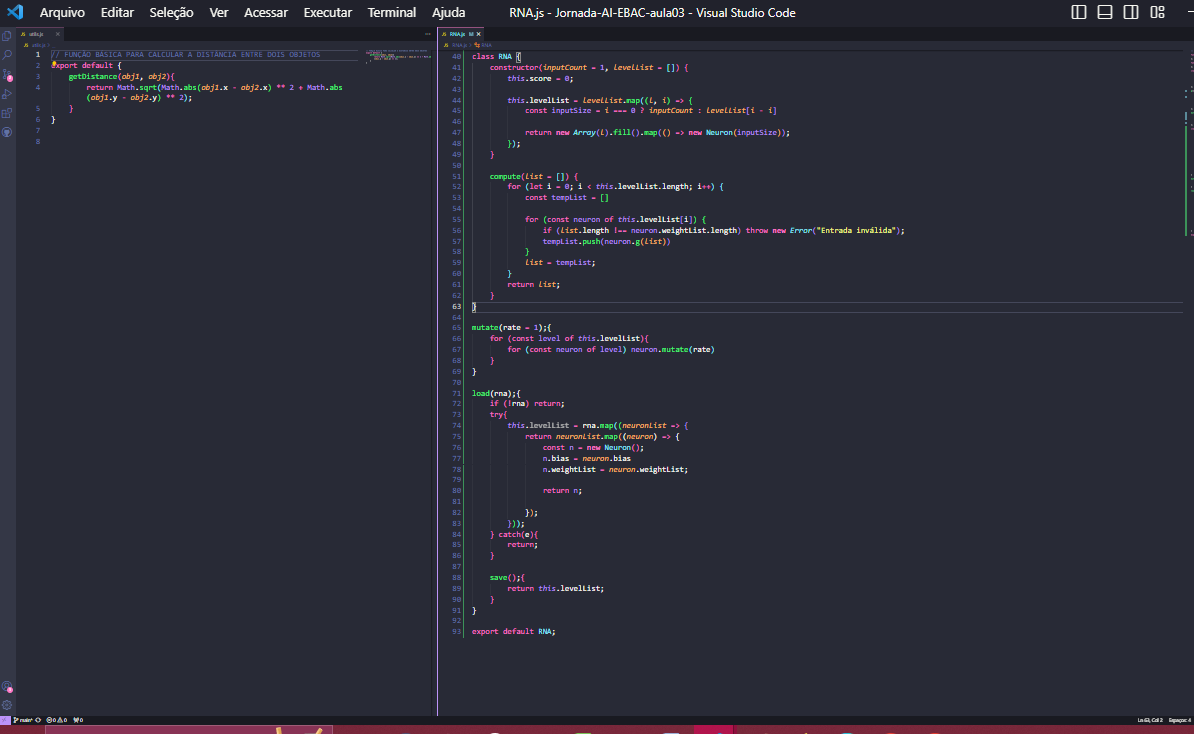 Arquivo Editar Seleção Ver Acessar Executar Terminal Ajuda
RNA.js - Jornada-AI-EBAC-aula03 - Visual Studio Code
JS utils.js
JS utils.js
1 // FUNÇÃO BÁSICA PARA CALCULAR A DISTÂNCIA ENTRE DOIS OBJETOS
2 export default {
3 getDistance(obj1, obj2){
4 return Math.sqrt(Math.abs(obj1.x - obj2.x) ** 2 + Math.abs
(obj1.y - obj2.y) ** 2);
5 }
6 }
7
8
JS RNA.js M
JS RNA.js > RNA
40 class RNA {
41 constructor(inputCount = 1, levelList = []) {
42 this.score = 0;
43
44 this.levelList = levelList.map((l, i) => {
45 const inputSize = i === 0 ? inputCount : levelList[i - i]
46
47 return new Array(l).fill().map(() => new Neuron(inputSize));
48 });
49 }
50
51 compute(list = []) {
52 for (let i = 0; i < this.levelList.length; i++) {
53 const tempList = []
54
55 for (const neuron of this.levelList[i]) {
56 if (list.length !== neuron.weightList.length) throw new Error("Entrada inválida");
57 tempList.push(neuron.g(list))
58 }
59 list = tempList;
60 }
61 return list;
62 }
63 }
64
65 mutate(rate = 1);{
66 for (const level of this.levelList){
67 for (const neuron of level) neuron.mutate(rate)
68 }
69 }
70
71 load(rna);{
72 if (!rna) return;
73 try{
74 this.levelList = rna.map((neuronList => {
75 return neuronList.map((neuron) => {
76 const n = new Neuron();
77 n.bias = neuron.bias
78 n.weightList = neuron.weightList;
79
80 return n;
81
82 });
83 }));
84 } catch(e){
85 return;
86 }
87
88 save();{
89 return this.levelList;
90 }
91 }
92
93 export default RNA;
main* 0 0 0
Ln 63, Col 2 Espaços: 4